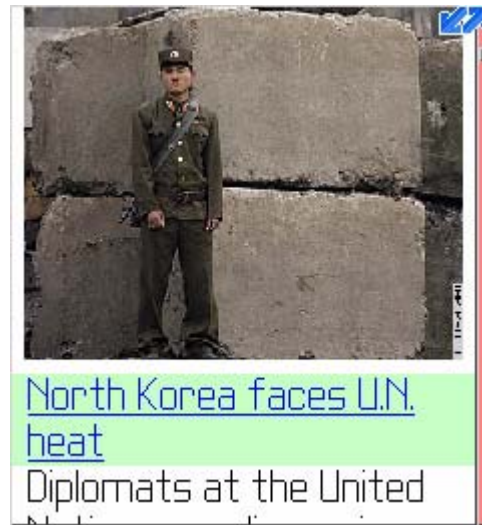 North Korea faces U.N.
heat
Diplomats at the United